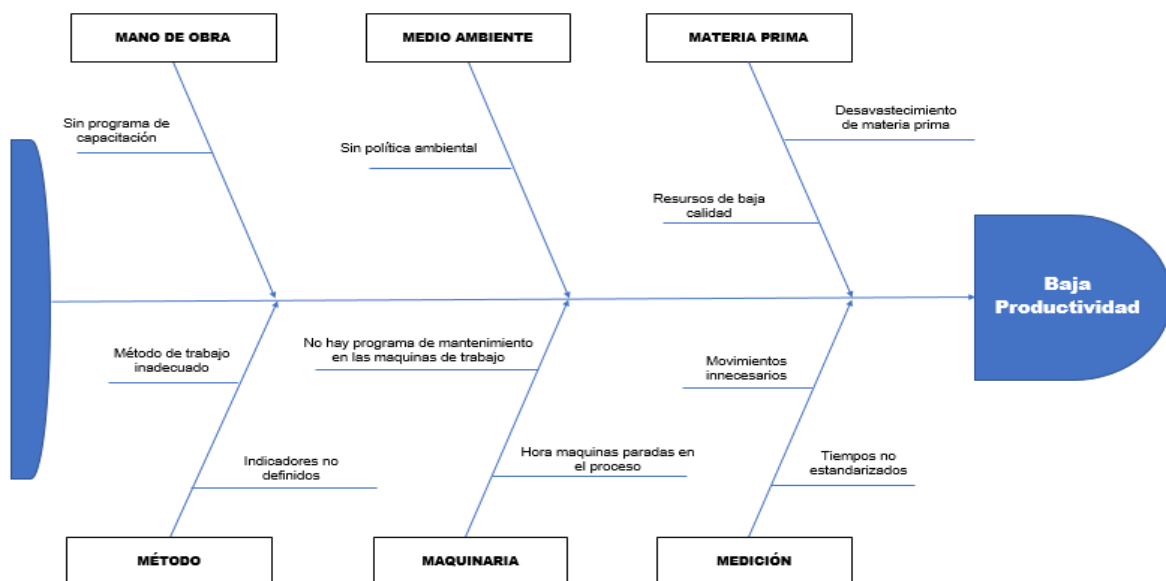 MANO DE OBRA
MEDIO AMBIENTE
MATERIA PRIMA
Sin programa de
capacitación
Sin política ambiental
Desavastecimiento
de materia prima
Resursos de baja
calidad
Baja
Productividad
Método de trabajo
inadecuado
No hay programa de mantenimiento
en las maquinas de trabajo
Movimientos
innecesarios
Indicadores no
definidos
Hora maquinas paradas en
el proceso
Tiempos no
estandarizados
MÉTODO
MAQUINARIA
MEDICIÓN